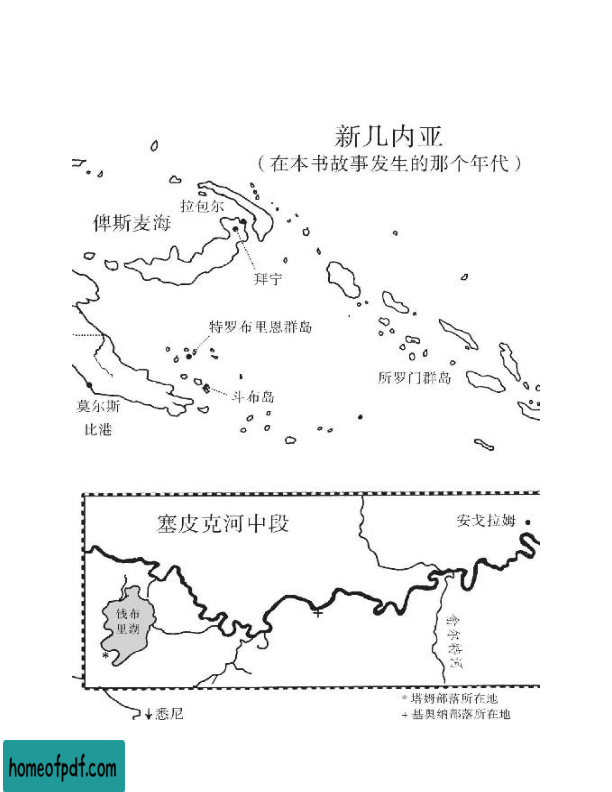 新几内亚
（在本书故事发生的那个年代）
拉包尔
俾斯麦海
拜宁
特罗布里恩群岛
所罗门群岛
斗布岛
莫尔斯
比港
塞皮克河中段
安戈拉姆
钱布
里湖
*
+
舍尔特河
* 塔姆部落所在地
+ 基奥纳部落所在地
↓悉尼
homeofpdf.com